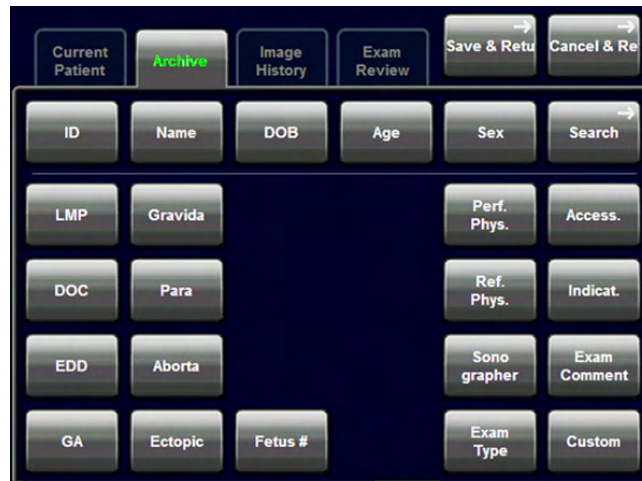 Current Patient
Archive
Image History
Exam Review
Save & Retu
Cancel & Re
ID
Name
DOB
Age
Sex
Search
LMP
Gravida
Perf. Phys.
Access.
DOC
Para
Ref. Phys.
Indicat.
EDD
Aborta
Sono grapher
Exam Comment
GA
Ectopic
Fetus #
Exam Type
Custom